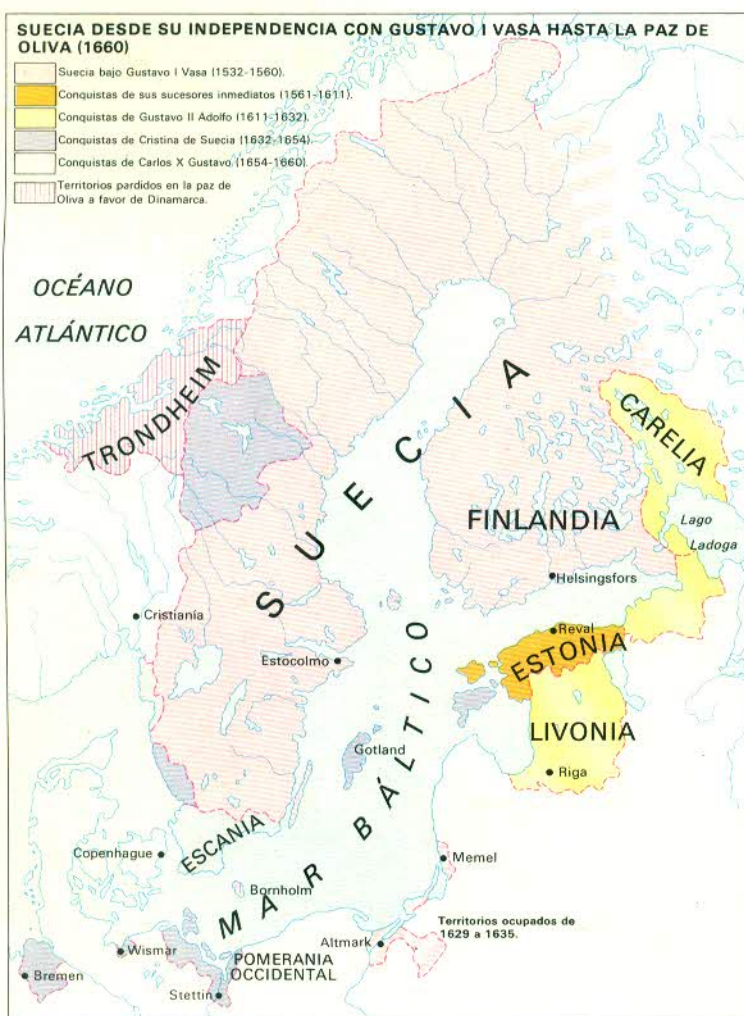 SUECIA DESDE SU INDEPENDENCIA CON GUSTAVO I VASA HASTA LA PAZ DE
OLIVA (1660)
Suecia bajo Gustavo I Vasa (1532-1560).
Conquistas de sus sucesores inmediatos (1561-1611).
Conquistas de Gustavo II Adolfo (1611-1632).
Conquistas de Cristina de Suecia (1632-1654).
Conquistas de Carlos X Gustavo.(1654-1660).
Territorios pardidos en la paz de
Oliva a favor de Dinamarca.
OCÉANO
ATLÁNTICO
TRONDHEIM
SUECIA
CARELIA
FINLANDIA
Lago
Ladoga
Helsingsfors
Cristianía
Reval
ESTONIA
Estocolmo
LIVONIA
Gotland
Riga
MAR BÁLTICO
ESCANIA
Copenhague
Memel
Bornholm
Territorios ocupados de
1629 a 1635.
Altmark
Wismar
POMERANIA
OCCIDENTAL
Bremen
Stettin